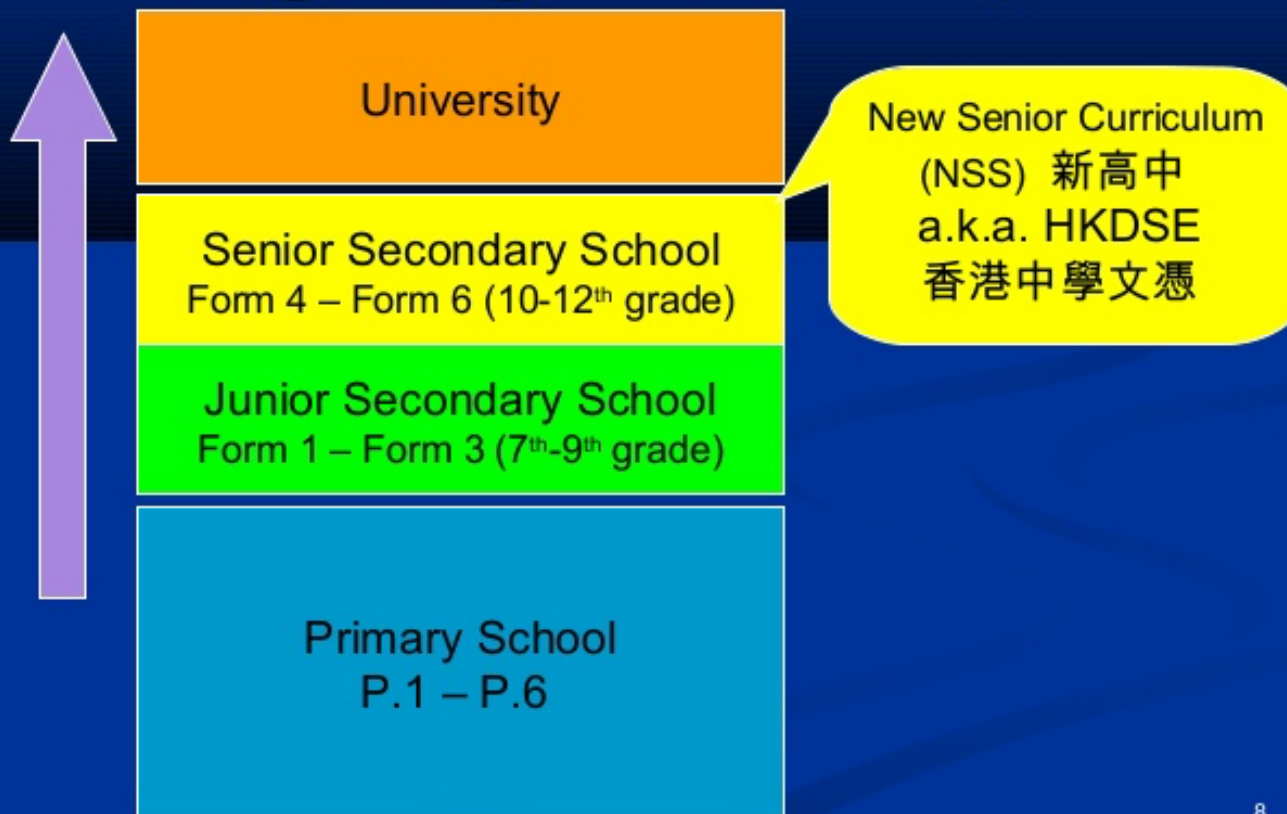 University
Senior Secondary School
Form 4 – Form 6 (10-12th grade)
Junior Secondary School
Form 1 – Form 3 (7th-9th grade)
Primary School
P.1 – P.6
New Senior Curriculum
(NSS) 新高中
a.k.a. HKDSE
香港中學文憑
8